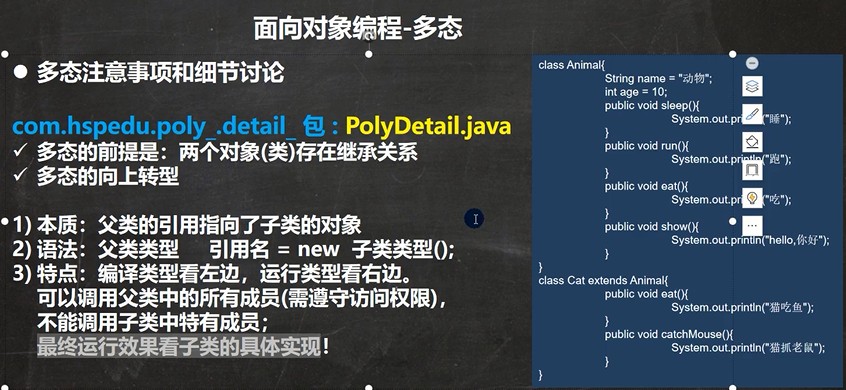 面向对象编程-多态
● 多态注意事项和细节讨论
com.hspedu.poly_.detail_ 包 : PolyDetail.java
✓ 多态的前提是：两个对象(类)存在继承关系
✓ 多态的向上转型
1) 本质：父类的引用指向了子类的对象
2) 语法：父类类型 引用名 = new 子类类型();
3) 特点：编译类型看左边，运行类型看右边。
可以调用父类中的所有成员(需遵守访问权限)，
不能调用子类中特有成员；
最终运行效果看子类的具体实现！
class Animal{
String name = "动物";
int age = 10;
public void sleep(){
System.out.println("睡");
}
public void run(){
System.out.println("跑");
}
public void eat(){
System.out.println("吃");
}
public void show(){
System.out.println("hello,你好");
}
}
class Cat extends Animal{
public void eat(){
System.out.println("猫吃鱼");
}
public void catchMouse(){
System.out.println("猫抓老鼠");
}
}